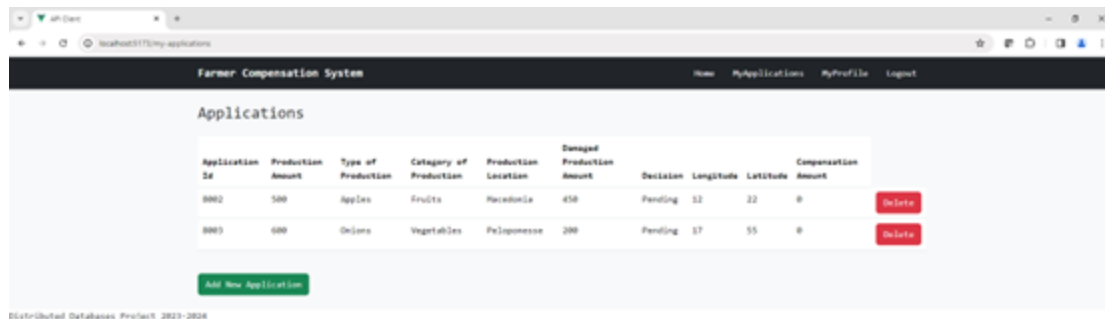 API Client
localhost:5173/my-applications
Farmer Compensation System Home MyApplications MyProfile Logout
Applications
Application Id Production Amount Type of Production Category of Production Production Location Damaged Production Amount Decision Longitude Latitude Compensation Amount
8002 500 Apples Fruits Macedonia 450 Pending 12 22 0 Delete
8003 600 Onions Vegetables Peloponesse 200 Pending 17 55 0 Delete
Add New Application
Distributed Databases Project 2023-2024